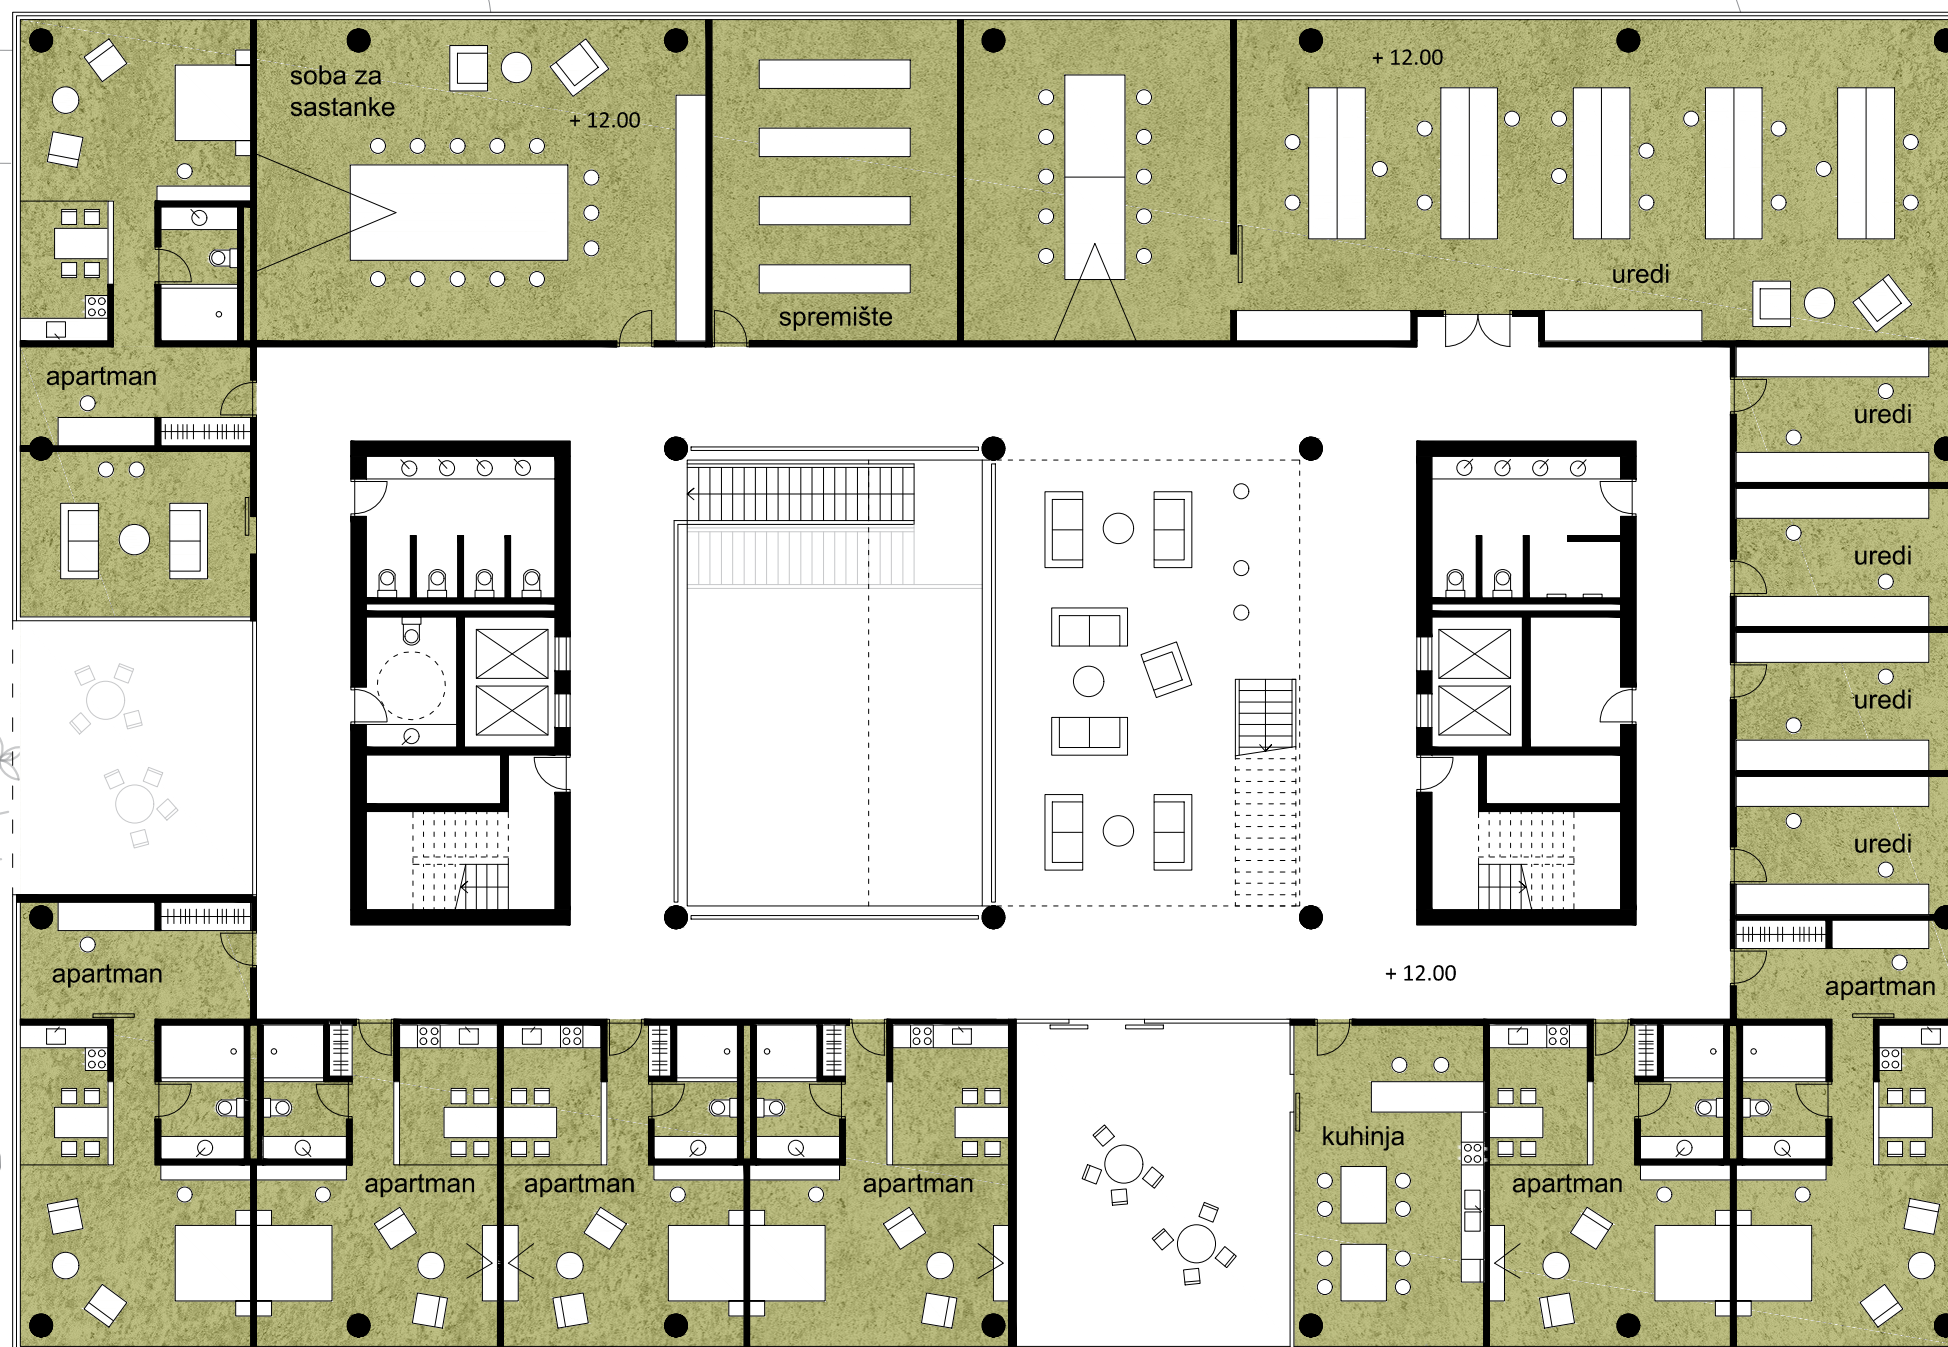 + 12.00
soba za
sastanke
+ 12.00
uredi
spremište
apartman
uredi
uredi
uredi
uredi
apartman
+ 12.00
apartman
kuhinja
apartman
apartman
apartman
apartman